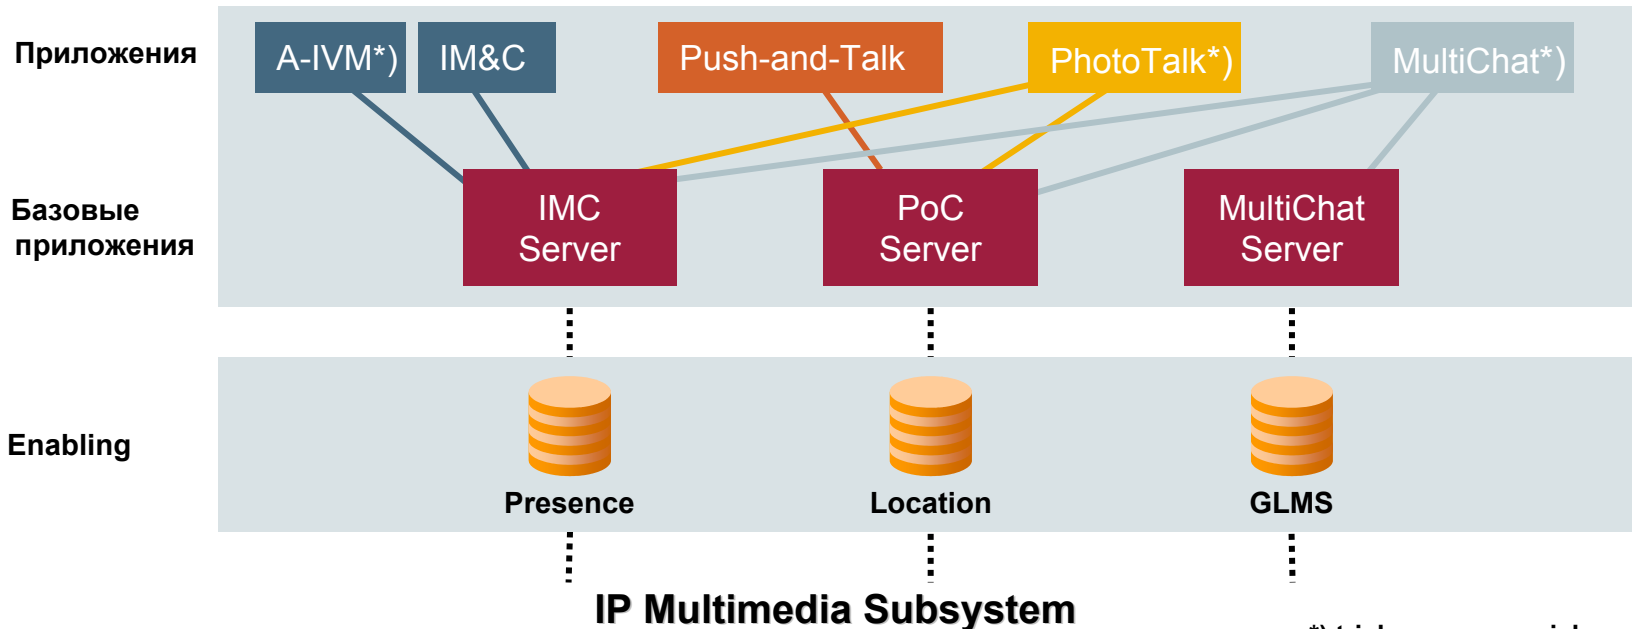 Приложения
A-IVM*)
IM&C
Push-and-Talk
PhotoTalk*)
MultiChat*)
Базовые
приложения
IMC
Server
PoC
Server
MultiChat
Server
Enabling
Presence
Location
GLMS
IP Multimedia Subsystem